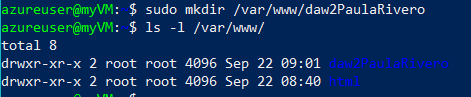 azureuser@myVM:~$ sudo mkdir /var/www/daw2PaulaRivero
azureuser@myVM:~$ ls -l /var/www/
total 8
drwxr-xr-x 2 root root 4096 Sep 22 09:01 daw2PaulaRivero
drwxr-xr-x 2 root root 4096 Sep 22 08:40 html